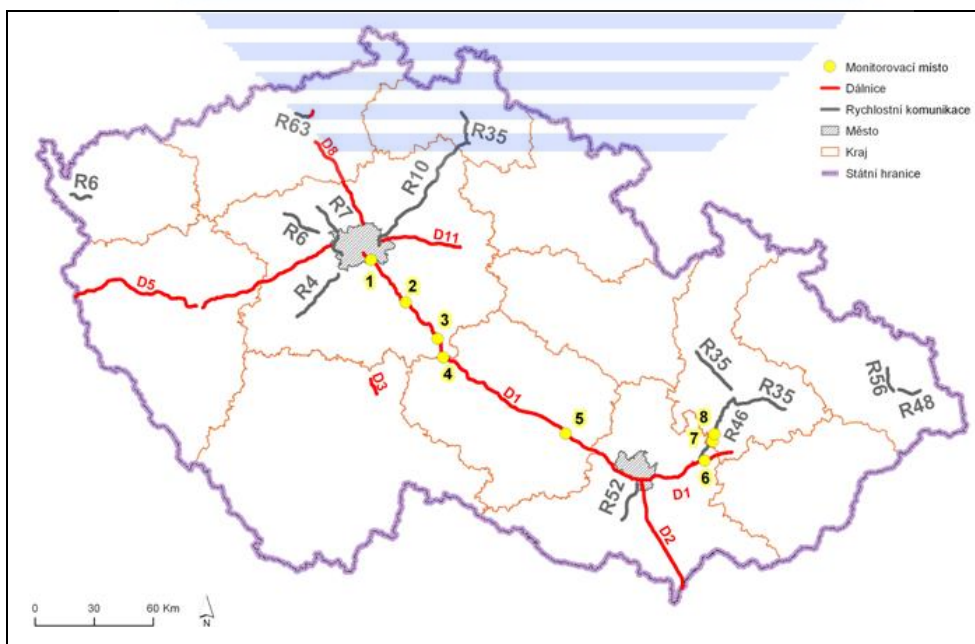 Monitorovací místo
Dálnice
Rychlostní komunikace
Město
Kraj
Státní hranice
R63
D8
R35
R10
R6
R7
R6
D11
D5
R4
1
2
3
4
D3
D1
5
R35
R35
R56
R48
8
7
R46
6
D1
R52
D2
0 30 60 Km
N